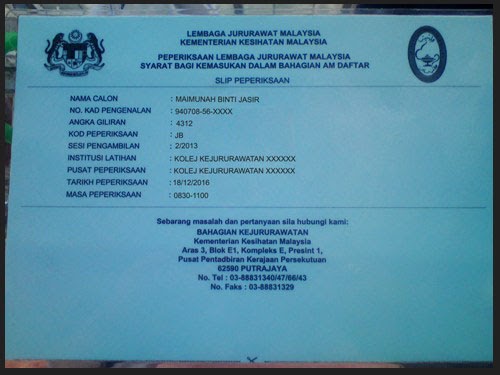 LEMBAGA JURURAWAT MALAYSIA
KEMENTERIAN KESIHATAN MALAYSIA
PEPERIKSAAN LEMBAGA JURURAWAT MALAYSIA
SYARAT BAGI KEMASUKAN DALAM BAHAGIAN AM DAFTAR
SLIP PEPERIKSAAN
NAMA CALON : MAIMUNAH BINTI JASIR
NO. KAD PENGENALAN : 940708-56-XXXX
ANGKA GILIRAN : 4312
KOD PEPERIKSAAN : JB
SESI PENGAMBILAN : 2/2013
INSTITUSI LATIHAN : KOLEJ KEJURURAWATAN XXXXXX
PUSAT PEPERIKSAAN : KOLEJ KEJURURAWATAN XXXXXX
TARIKH PEPERIKSAAN : 18/12/2016
MASA PEPERIKSAAN : 0830-1100
Sebarang masalah dan pertanyaan sila hubungi kami:
BAHAGIAN KEJURURAWATAN
Kementerian Kesihatan Malaysia
Aras 3, Blok E1, Kompleks E, Presint 1,
Pusat Pentadbiran Kerajaan Persekutuan
62590 PUTRAJAYA
No. Tel : 03-88831340/47/66/43
No. Faks : 03-88831329